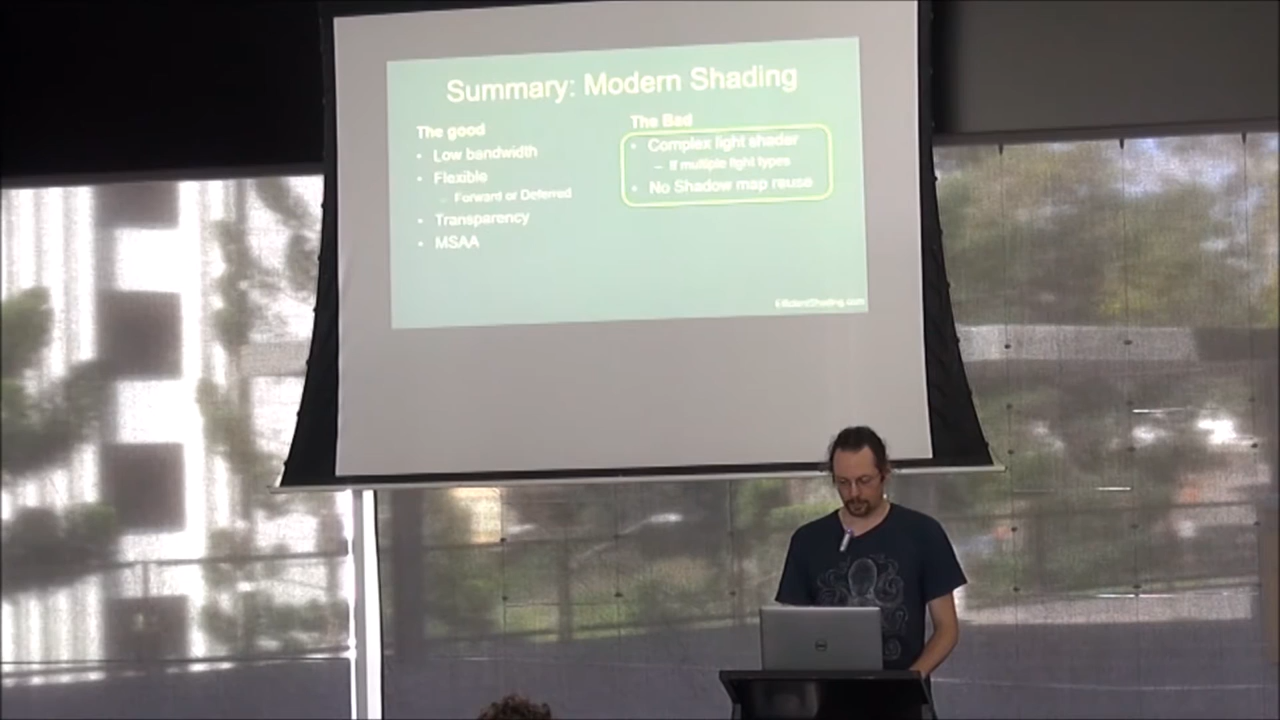 Summary: Modern Shading
The good
• Low bandwidth
• Flexible
– Forward or Deferred
• Transparency
• MSAA
The Bad
• Complex light shader
– If multiple light types
• No Shadow map reuse
EfficientShading.com
DELL